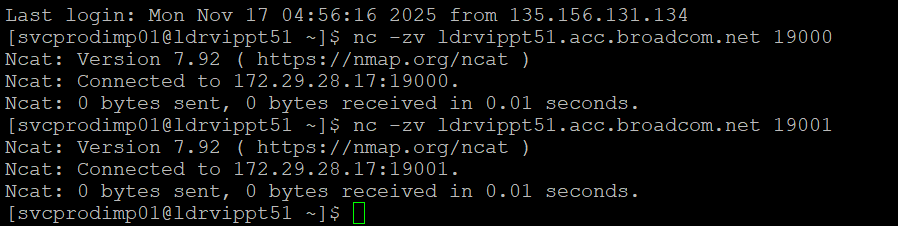 Last login: Mon Nov 17 04:56:16 2025 from 135.156.131.134
[svcprodimp01@ldrvippt51 ~]$ nc -zv ldrvippt51.acc.broadcom.net 19000
Ncat: Version 7.92 ( https://nmap.org/ncat )
Ncat: Connected to 172.29.28.17:19000.
Ncat: 0 bytes sent, 0 bytes received in 0.01 seconds.
[svcprodimp01@ldrvippt51 ~]$ nc -zv ldrvippt51.acc.broadcom.net 19001
Ncat: Version 7.92 ( https://nmap.org/ncat )
Ncat: Connected to 172.29.28.17:19001.
Ncat: 0 bytes sent, 0 bytes received in 0.01 seconds.
[svcprodimp01@ldrvippt51 ~]$